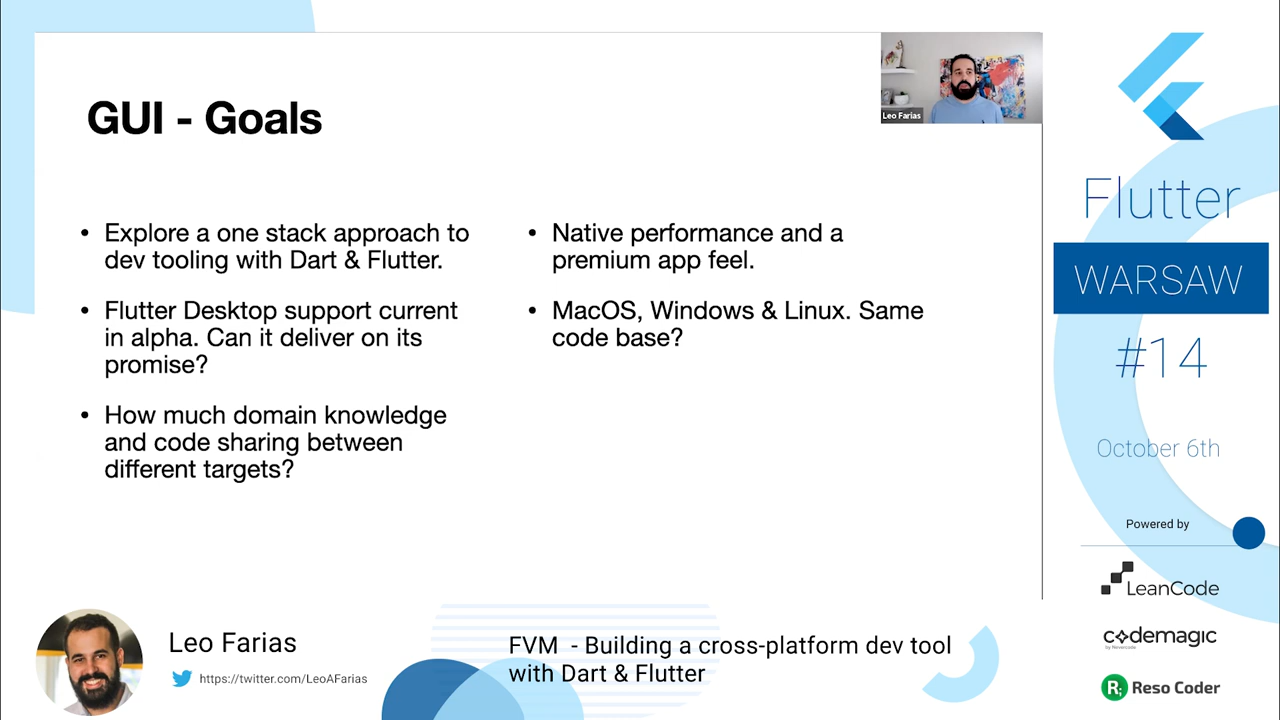 GUI - Goals
Leo Farias
• Explore a one stack approach to
dev tooling with Dart & Flutter.
• Flutter Desktop support current
in alpha. Can it deliver on its
promise?
• How much domain knowledge
and code sharing between
different targets?
• Native performance and a
premium app feel.
• MacOS, Windows & Linux. Same
code base?
Flutter
WARSAW
#14
October 6th
Powered by
LeanCode
codemagic
by Nevercode
R;
Reso Coder
Leo Farias
https://twitter.com/LeoAFarias
FVM - Building a cross-platform dev tool
with Dart & Flutter